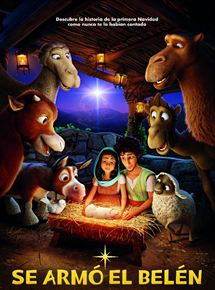 Descubre la historia de la primera Navidad
como nunca te la habían contado
SE ARMÓ EL BELÉN